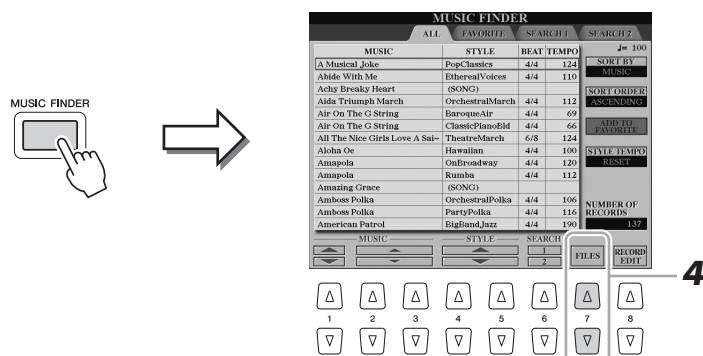 MUSIC FINDER
MUSIC FINDER
ALL FAVORITE SEARCH 1 SEARCH 2
♩= 100
MUSIC STYLE BEAT TEMPO
A Musical Joke PopClassics 4/4 124
Abide With Me EtherealVoices 4/4 110
Achy Breaky Heart (SONG)
Aida Triumph March OrchestralMarch 4/4 112
Air On The G String BaroqueAir 4/4 69
Air On The G String ClassicPianoBld 4/4 66
All The Nice Girls Love A Sai~ TheatreMarch 6/8 124
Aloha Oe Hawaiian 4/4 100
Amapola OnBroadway 4/4 120
Amapola Rumba 4/4 112
Amazing Grace (SONG)
Amboss Polka OrchestralPolka 4/4 106
Amboss Polka PartyPolka 4/4 116
American Patrol BigBandJazz 4/4 190
SORT BY
MUSIC
SORT ORDER
ASCENDING
ADD TO
FAVORITE
STYLE TEMPO
RESET
NUMBER OF
RECORDS
137
MUSIC STYLE SEARCH
1
2
FILES
RECORD
EDIT
4
1 2 3 4 5 6 7 8